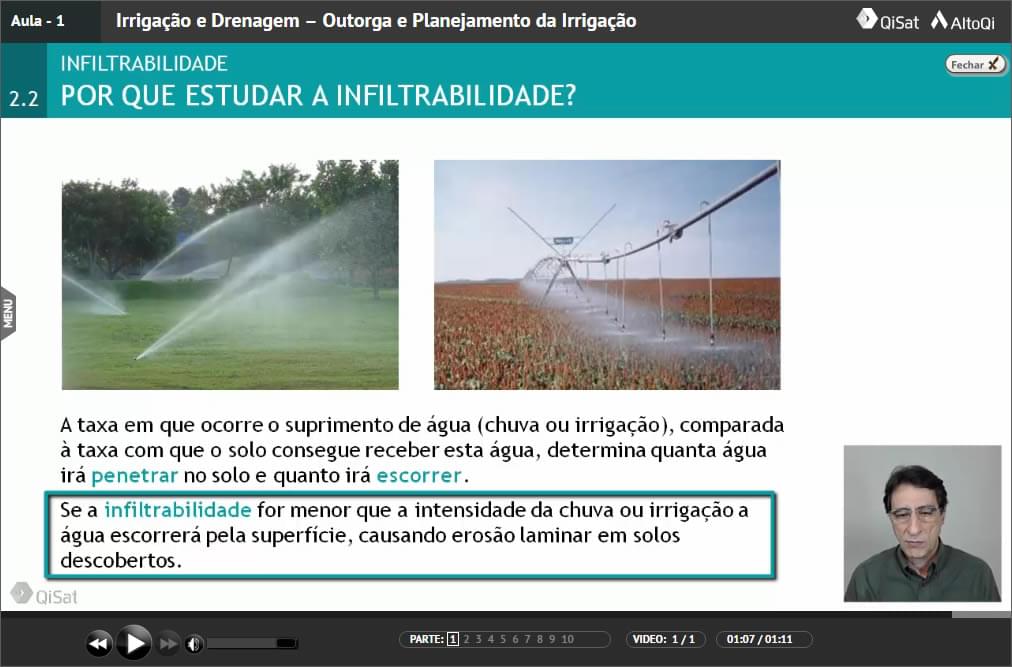 Aula - 1
Irrigação e Drenagem – Outorga e Planejamento da Irrigação
QiSat AltoQi
INFILTRABILIDADE
Fechar
2.2 POR QUE ESTUDAR A INFILTRABILIDADE?
MENU
A taxa em que ocorre o suprimento de água (chuva ou irrigação), comparada
à taxa com que o solo consegue receber esta água, determina quanta água
irá penetrar no solo e quanto irá escorrer.
Se a infiltrabilidade for menor que a intensidade da chuva ou irrigação a
água escorrerá pela superfície, causando erosão laminar em solos
descobertos.
QiSat
PARTE: 1 2 3 4 5 6 7 8 9 10
VIDEO: 1 / 1
01:07 / 01:11